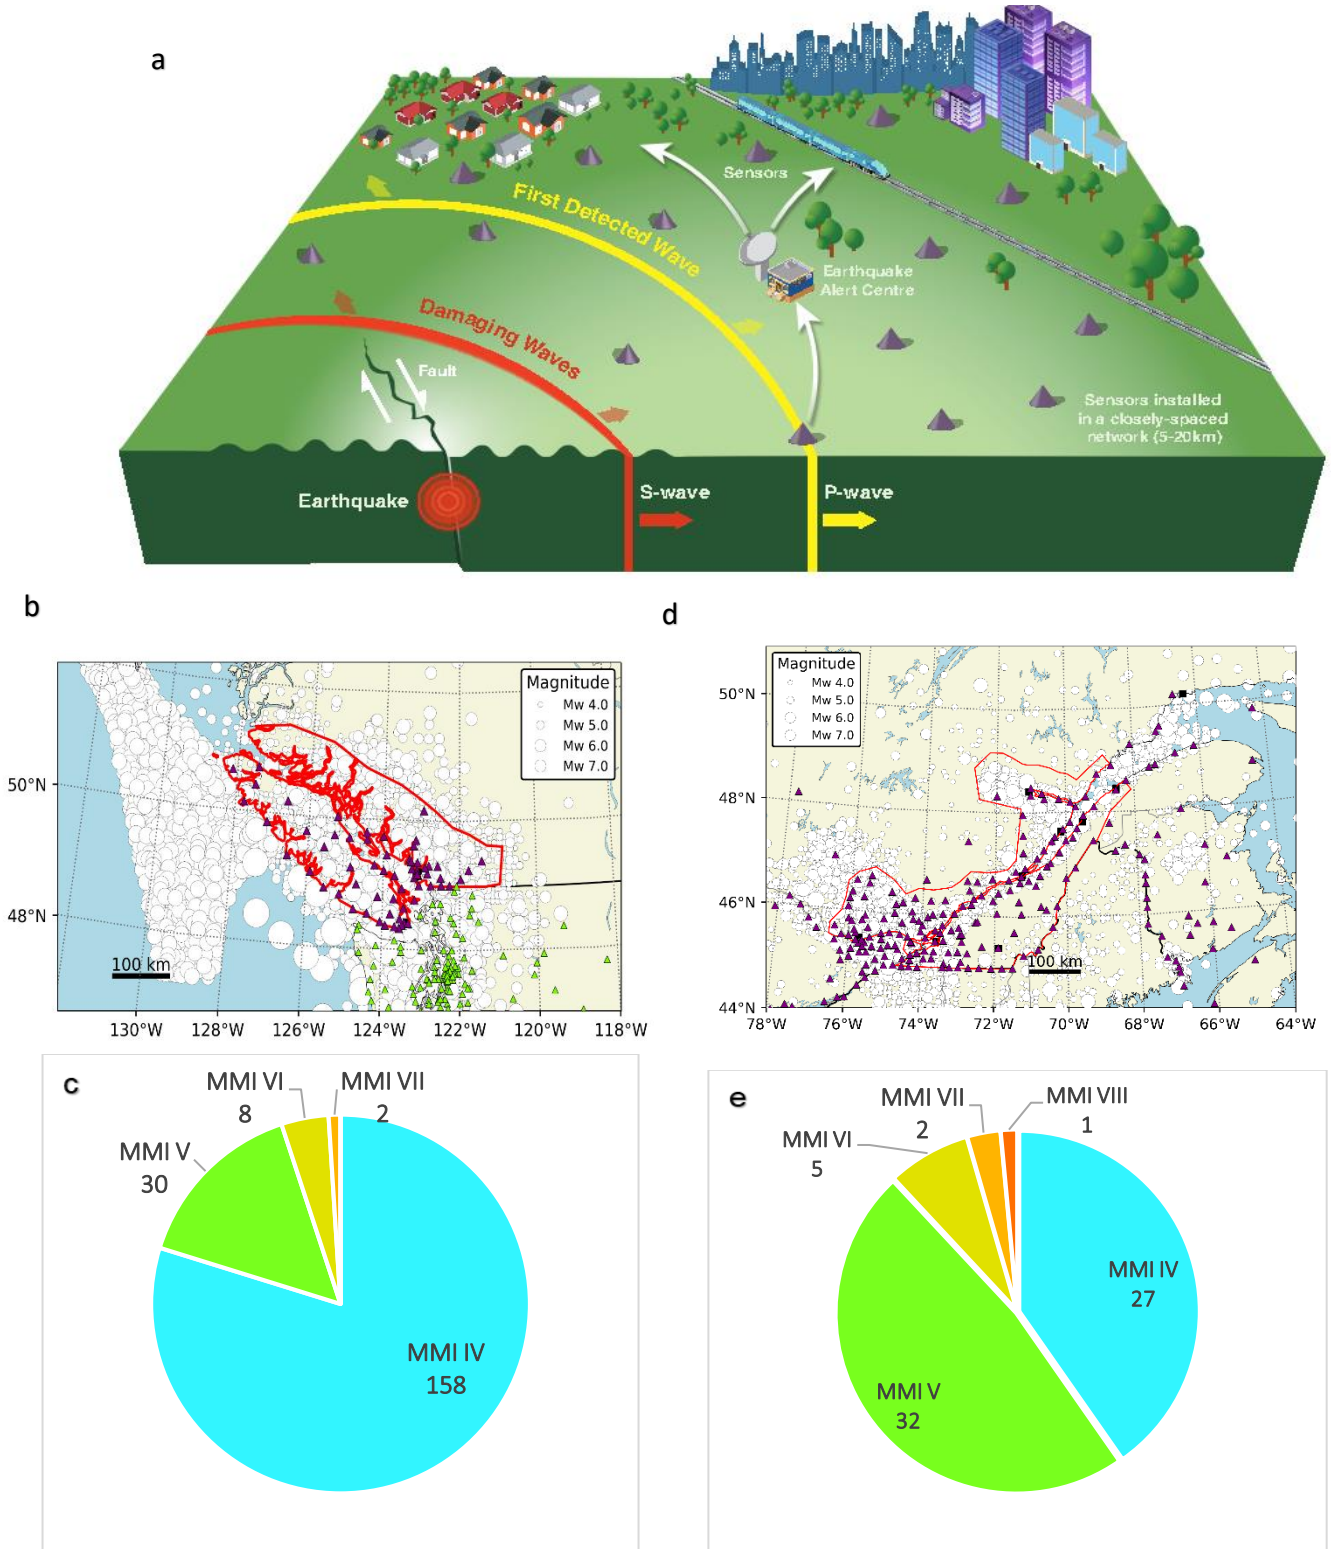 a
Sensors
First Detected Wave
Earthquake
Alert Centre
Damaging Waves
Fault
Sensors installed
in a closely-spaced
network (5-20km)
Earthquake
S-wave
P-wave
b
Magnitude
Mw 4.0
Mw 5.0
Mw 6.0
Mw 7.0
50°N
48°N
100 km
130°W
128°W
126°W
124°W
122°W
120°W
118°W
d
Magnitude
Mw 4.0
Mw 5.0
Mw 6.0
Mw 7.0
50°N
48°N
46°N
44°N
100 km
78°W
76°W
74°W
72°W
70°W
68°W
66°W
64°W
c
MMI VI
8
MMI VII
2
MMI V
30
MMI IV
158
e
MMI VII
2
MMI VIII
1
MMI VI
5
MMI IV
27
MMI V
32